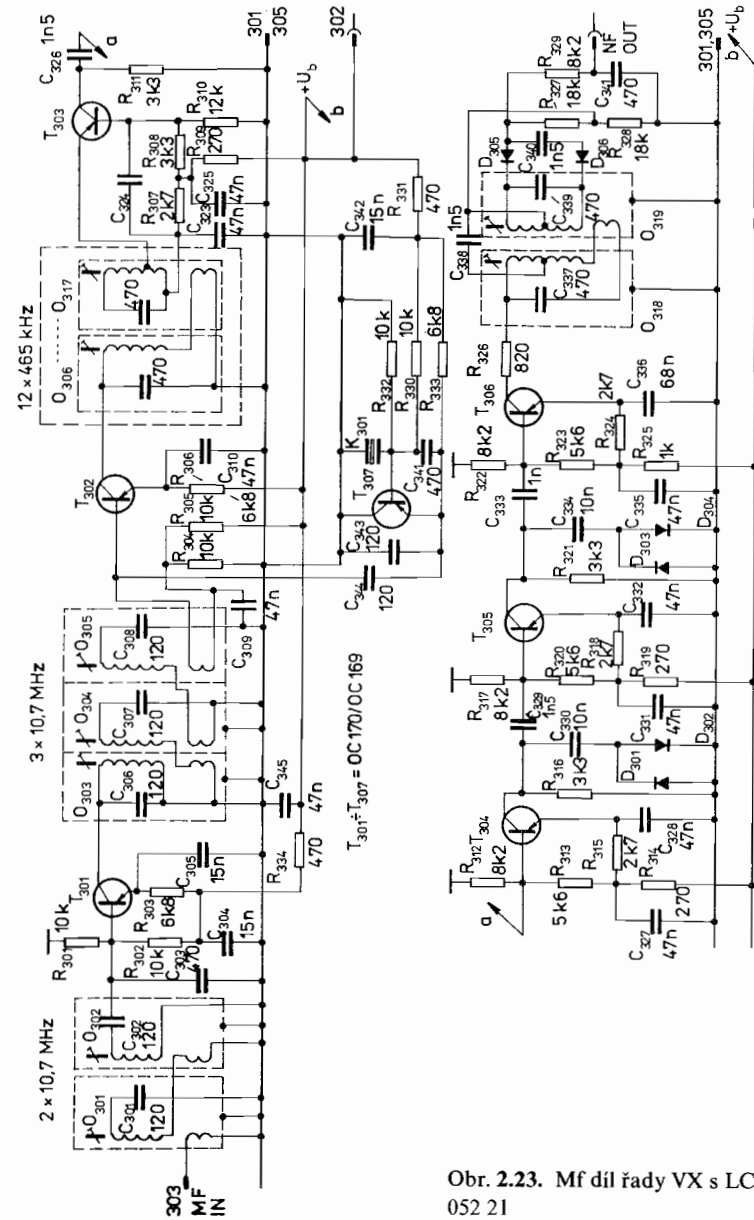 2 × 10,7 MHz
303
MF
IN
O301
C301
120
O302
C302
120
R301
10k
T301
R302
10k
C303
470
R303
6k8
C304
15n
C305
15n
R334
470
C345
47n
3 × 10,7 MHz
O303
C306
120
O304
C307
120
O305
C308
120
C309
47n
T301÷T307 = OC170/OC169
T302
R304
10k
R305
10k
R306
6k8
C310
47n
12 × 465 kHz
O306
O317
470
470
C344
120
C343
120
T307
K301
C341
470
R332
10k
R330
10k
R333
6k8
C342
15n
R331
470
T303
C324
R307
2k7
C323
47n
C325
47n
R308
3k3
R309
270
R310
12k
R311
3k3
C326 1n5
a
301
305
302
+Ub
b
a
R312
8k2
T304
R313
5k6
R315
2k7
R314
270
C327
47n
C328
47n
R316
3k3
C329
1n5
C330
10n
D301
D302
C331
47n
R317
8k2
R320
5k6
R318
2k7
R319
270
T305
C332
47n
R321
3k3
C334
10n
D303
D304
C333
1n
R322
8k2
R323
5k6
R324
2k7
R325
1k
C335
47n
C336
68n
T306
R326
820
O318
C337
470
O319
C339
470
C338
1n5
C340
1n5
D305
D306
R327
18k
R328
18k
R329
8k2
C341
470
NF
OUT
301,305
b
+Ub
Obr. 2.23. Mf díl řady VX s LC
052 21